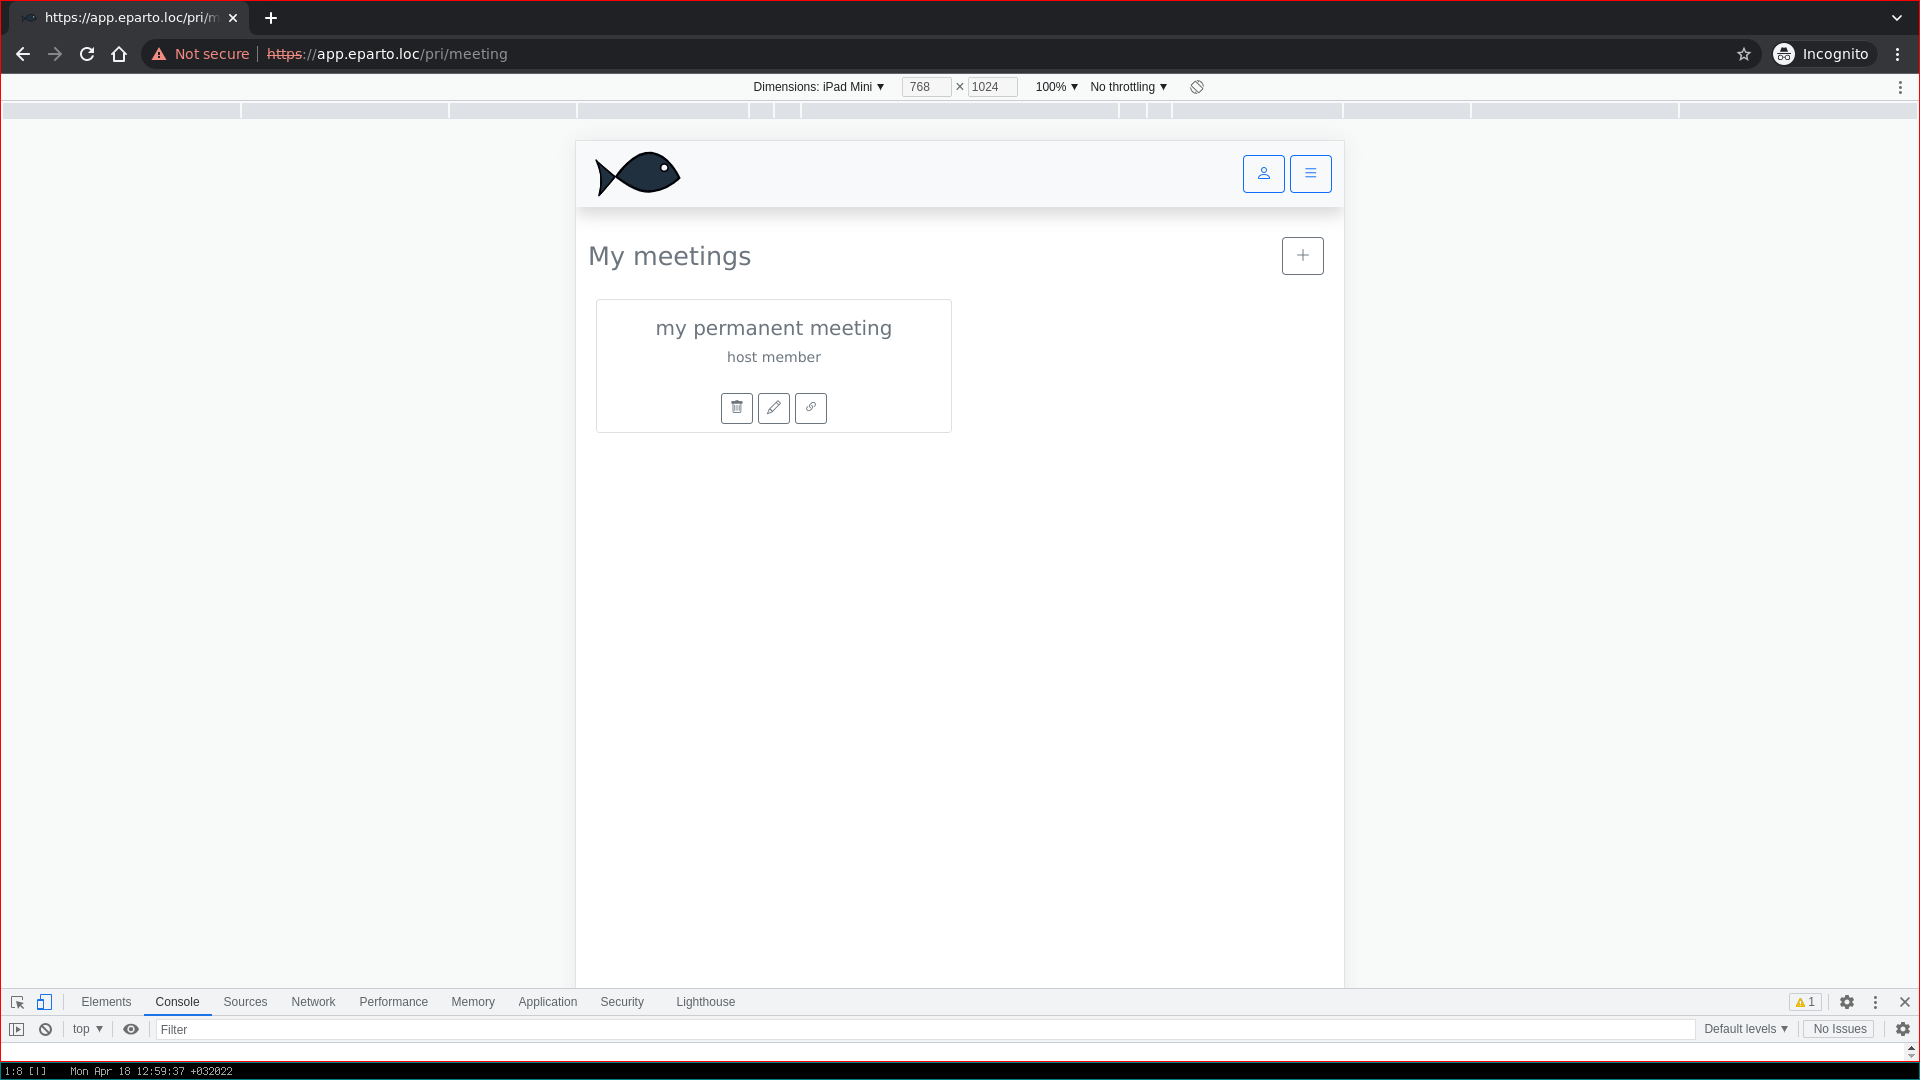 https://app.eparto.loc/pri/m
Not secure https://app.eparto.loc/pri/meeting
Incognito
Dimensions: iPad Mini ▼ 768 × 1024 100% ▼ No throttling ▼
My meetings
my permanent meeting
host member
Elements Console Sources Network Performance Memory Application Security Lighthouse 1
top ▼ Filter Default levels ▼ No Issues
1:8 [|] Mon Apr 18 12:59:37 +032022